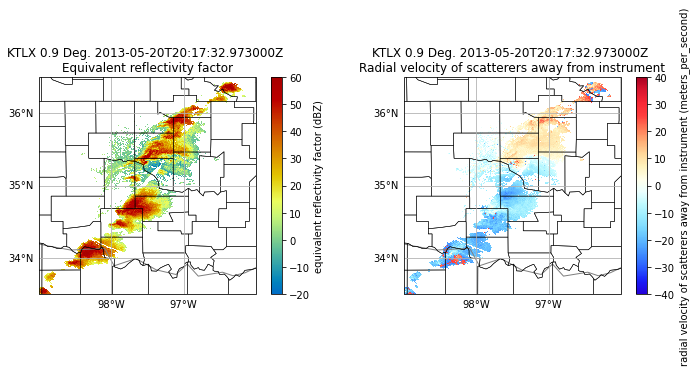 KTLX 0.9 Deg. 2013-05-20T20:17:32.973000Z
Equivalent reflectivity factor
36°N
35°N
34°N
98°W
97°W
60
50
40
30
20
10
0
−10
−20
equivalent reflectivity factor (dBZ)
KTLX 0.9 Deg. 2013-05-20T20:17:32.973000Z
Radial velocity of scatterers away from instrument
36°N
35°N
34°N
98°W
97°W
40
30
20
10
0
−10
−20
−30
−40
radial velocity of scatterers away from instrument (meters_per_second)